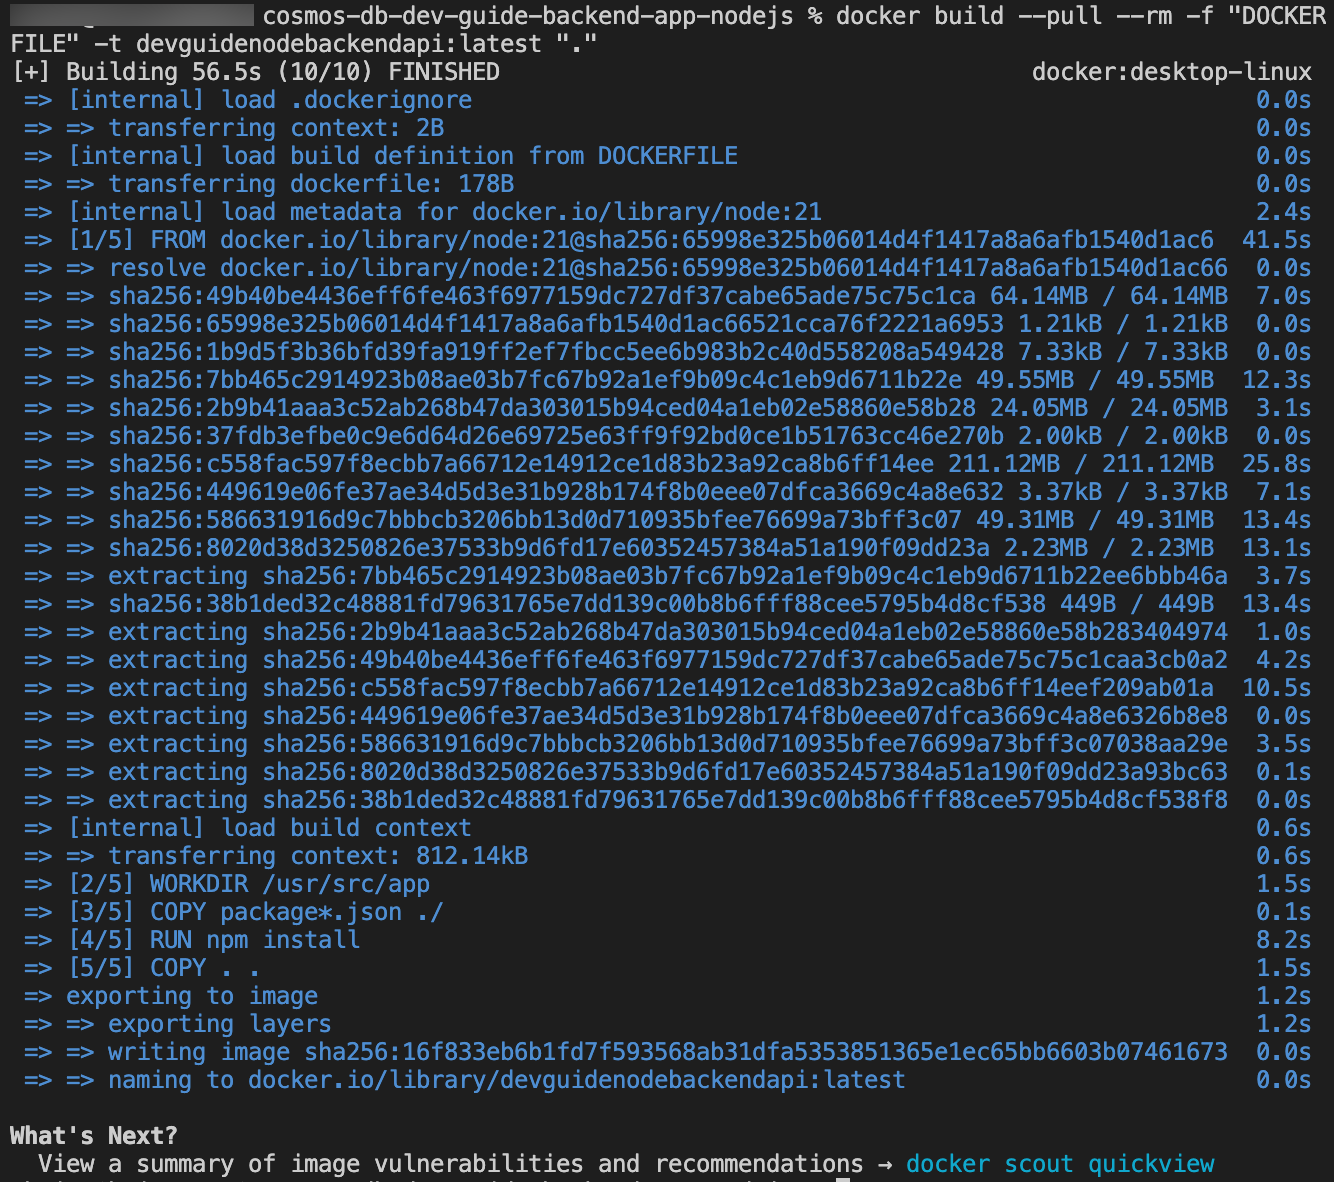 cosmos-db-dev-guide-backend-app-nodejs % docker build --pull --rm -f "DOCKER
FILE" -t devguidenodebackendapi:latest "."
[+] Building 56.5s (10/10) FINISHED docker:desktop-linux
=> [internal] load .dockerignore 0.0s
=> => transferring context: 2B 0.0s
=> [internal] load build definition from DOCKERFILE 0.0s
=> => transferring dockerfile: 178B 0.0s
=> [internal] load metadata for docker.io/library/node:21 2.4s
=> [1/5] FROM docker.io/library/node:21@sha256:65998e325b06014d4f1417a8a6afb1540d1ac6 41.5s
=> => resolve docker.io/library/node:21@sha256:65998e325b06014d4f1417a8a6afb1540d1ac66 0.0s
=> => sha256:49b40be4436eff6fe463f6977159dc727df37cabe65ade75c75c1ca 64.14MB / 64.14MB 7.0s
=> => sha256:65998e325b06014d4f1417a8a6afb1540d1ac66521cca76f2221a6953 1.21kB / 1.21kB 0.0s
=> => sha256:1b9d5f3b36bfd39fa919ff2ef7fbcc5ee6b983b2c40d558208a549428 7.33kB / 7.33kB 0.0s
=> => sha256:7bb465c2914923b08ae03b7fc67b92a1ef9b09c4c1eb9d6711b22e 49.55MB / 49.55MB 12.3s
=> => sha256:2b9b41aaa3c52ab268b47da303015b94ced04a1eb02e58860e58b28 24.05MB / 24.05MB 3.1s
=> => sha256:37fdb3efbe0c9e6d64d26e69725e63ff9f92bd0ce1b51763cc46e270b 2.00kB / 2.00kB 0.0s
=> => sha256:c558fac597f8ecbb7a66712e14912ce1d83b23a92ca8b6ff14ee 211.12MB / 211.12MB 25.8s
=> => sha256:449619e06fe37ae34d5d3e31b928b174f8b0eee07dfca3669c4a8e632 3.37kB / 3.37kB 7.1s
=> => sha256:586631916d9c7bbbcb3206bb13d0d710935bfee76699a73bff3c07 49.31MB / 49.31MB 13.4s
=> => sha256:8020d38d3250826e37533b9d6fd17e60352457384a51a190f09dd23a 2.23MB / 2.23MB 13.1s
=> => extracting sha256:7bb465c2914923b08ae03b7fc67b92a1ef9b09c4c1eb9d6711b22ee6bbb46a 3.7s
=> => sha256:38b1ded32c48881fd79631765e7dd139c00b8b6fff88cee5795b4d8cf538 449B / 449B 13.4s
=> => extracting sha256:2b9b41aaa3c52ab268b47da303015b94ced04a1eb02e58860e58b283404974 1.0s
=> => extracting sha256:49b40be4436eff6fe463f6977159dc727df37cabe65ade75c75c1caa3cb0a2 4.2s
=> => extracting sha256:c558fac597f8ecbb7a66712e14912ce1d83b23a92ca8b6ff14eef209ab01a 10.5s
=> => extracting sha256:449619e06fe37ae34d5d3e31b928b174f8b0eee07dfca3669c4a8e6326b8e8 0.0s
=> => extracting sha256:586631916d9c7bbbcb3206bb13d0d710935bfee76699a73bff3c07038aa29e 3.5s
=> => extracting sha256:8020d38d3250826e37533b9d6fd17e60352457384a51a190f09dd23a93bc63 0.1s
=> => extracting sha256:38b1ded32c48881fd79631765e7dd139c00b8b6fff88cee5795b4d8cf538f8 0.0s
=> [internal] load build context 0.6s
=> => transferring context: 812.14kB 0.6s
=> [2/5] WORKDIR /usr/src/app 1.5s
=> [3/5] COPY package*.json ./ 0.1s
=> [4/5] RUN npm install 8.2s
=> [5/5] COPY . . 1.5s
=> exporting to image 1.2s
=> => exporting layers 1.2s
=> => writing image sha256:16f833eb6b1fd7f593568ab31dfa5353851365e1ec65bb6603b07461673 0.0s
=> => naming to docker.io/library/devguidenodebackendapi:latest 0.0s
What's Next?
View a summary of image vulnerabilities and recommendations → docker scout quickview